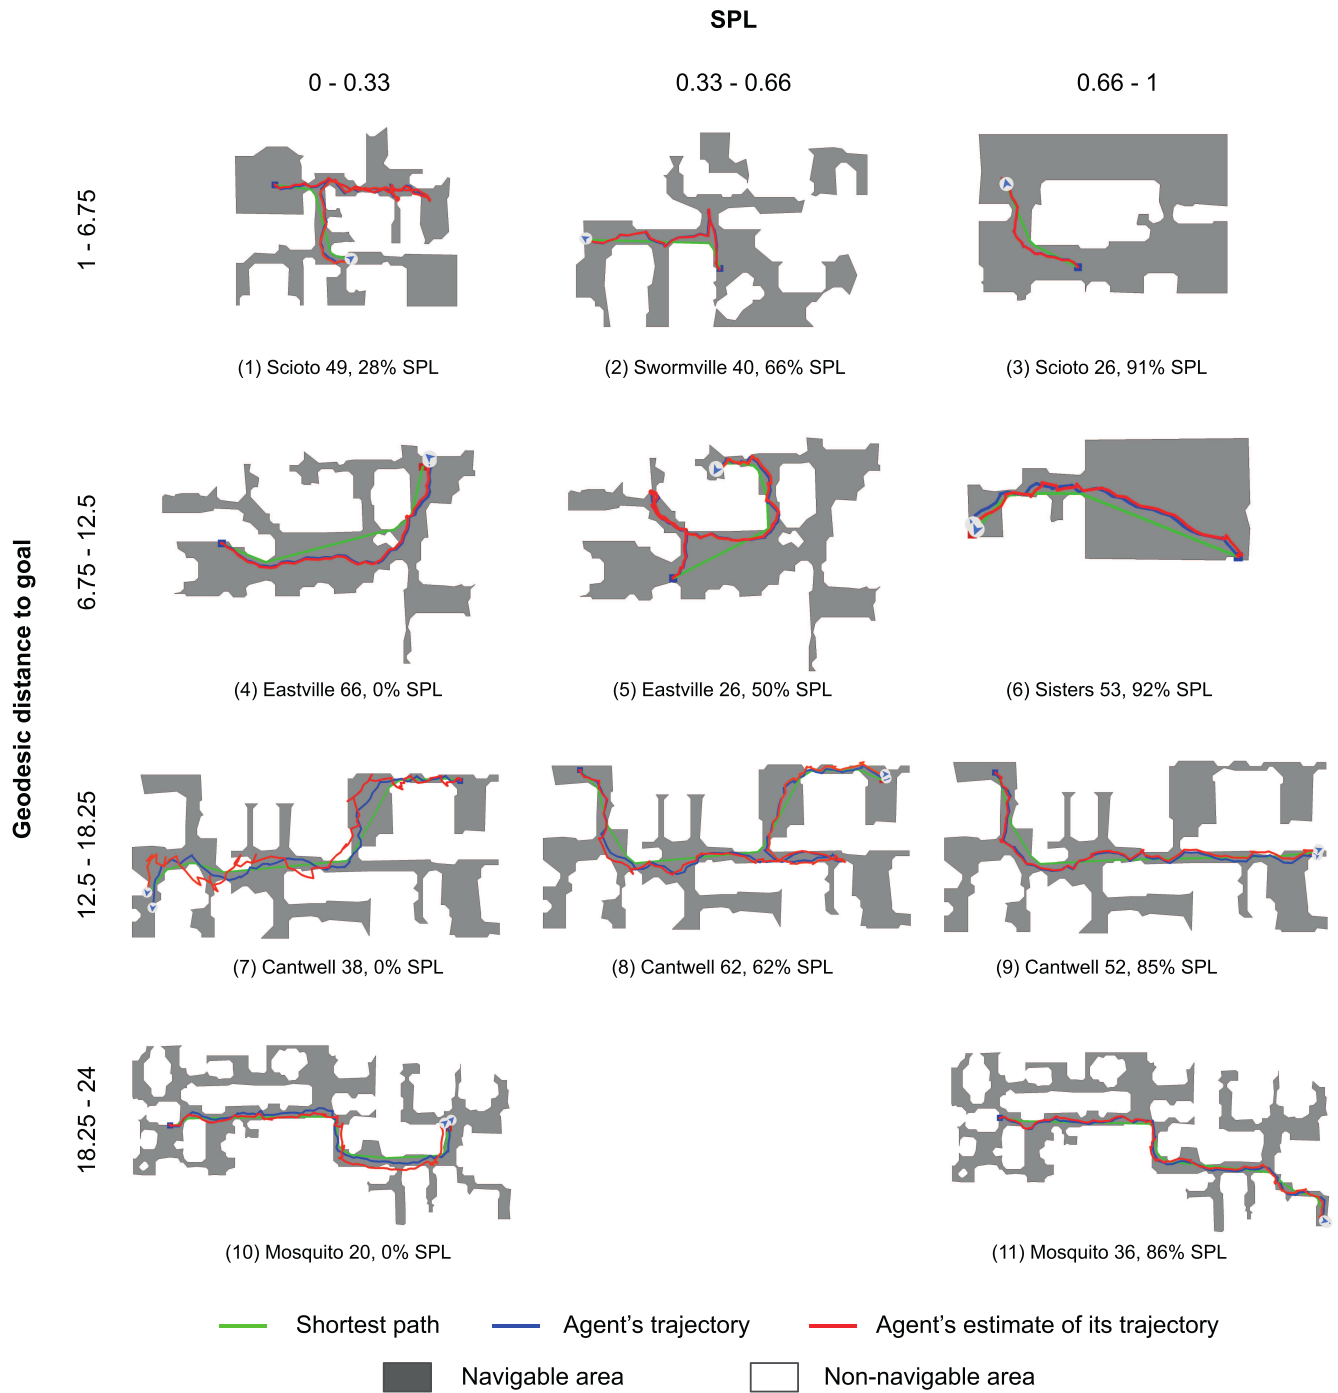 SPL
0 - 0.33
0.33 - 0.66
0.66 - 1
Geodesic distance to goal
1 - 6.75
(1) Scioto 49, 28% SPL
(2) Swormville 40, 66% SPL
(3) Scioto 26, 91% SPL
6.75 - 12.5
(4) Eastville 66, 0% SPL
(5) Eastville 26, 50% SPL
(6) Sisters 53, 92% SPL
12.5 - 18.25
(7) Cantwell 38, 0% SPL
(8) Cantwell 62, 62% SPL
(9) Cantwell 52, 85% SPL
18.25 - 24
(10) Mosquito 20, 0% SPL
(11) Mosquito 36, 86% SPL
Shortest path
Agent's trajectory
Agent's estimate of its trajectory
Navigable area
Non-navigable area